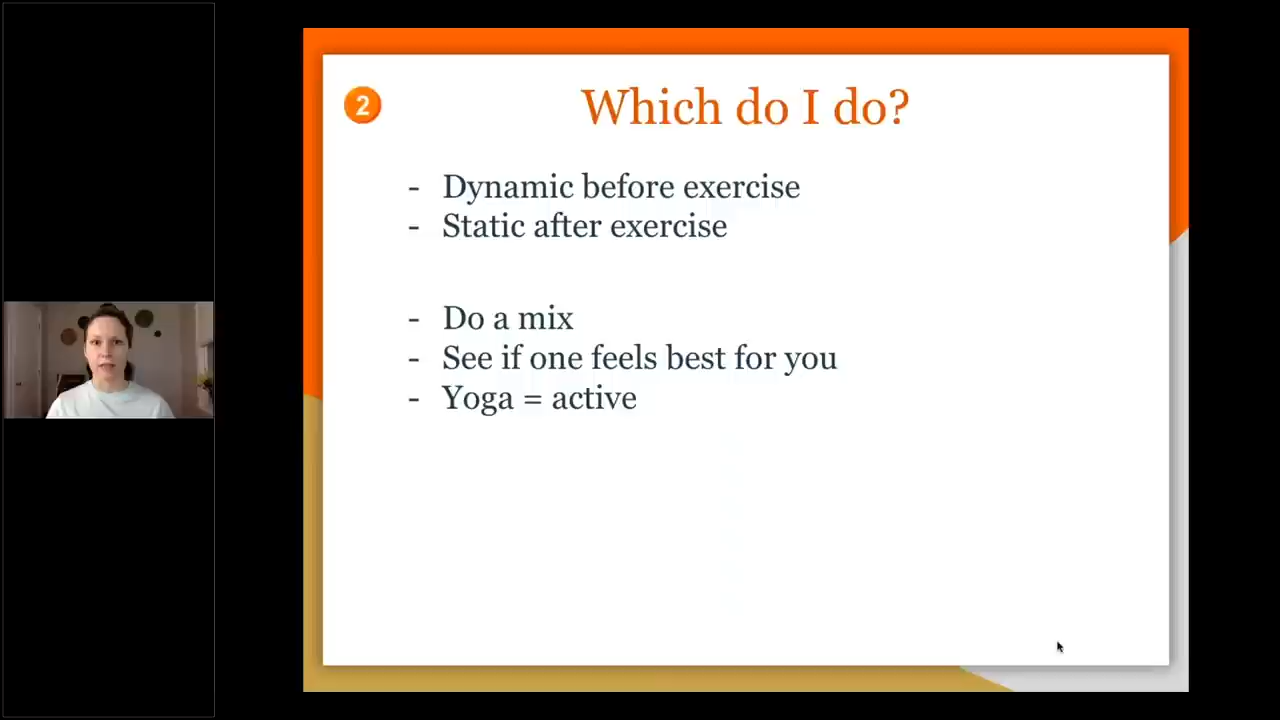 2
Which do I do?
- Dynamic before exercise
- Static after exercise
- Do a mix
- See if one feels best for you
- Yoga = active